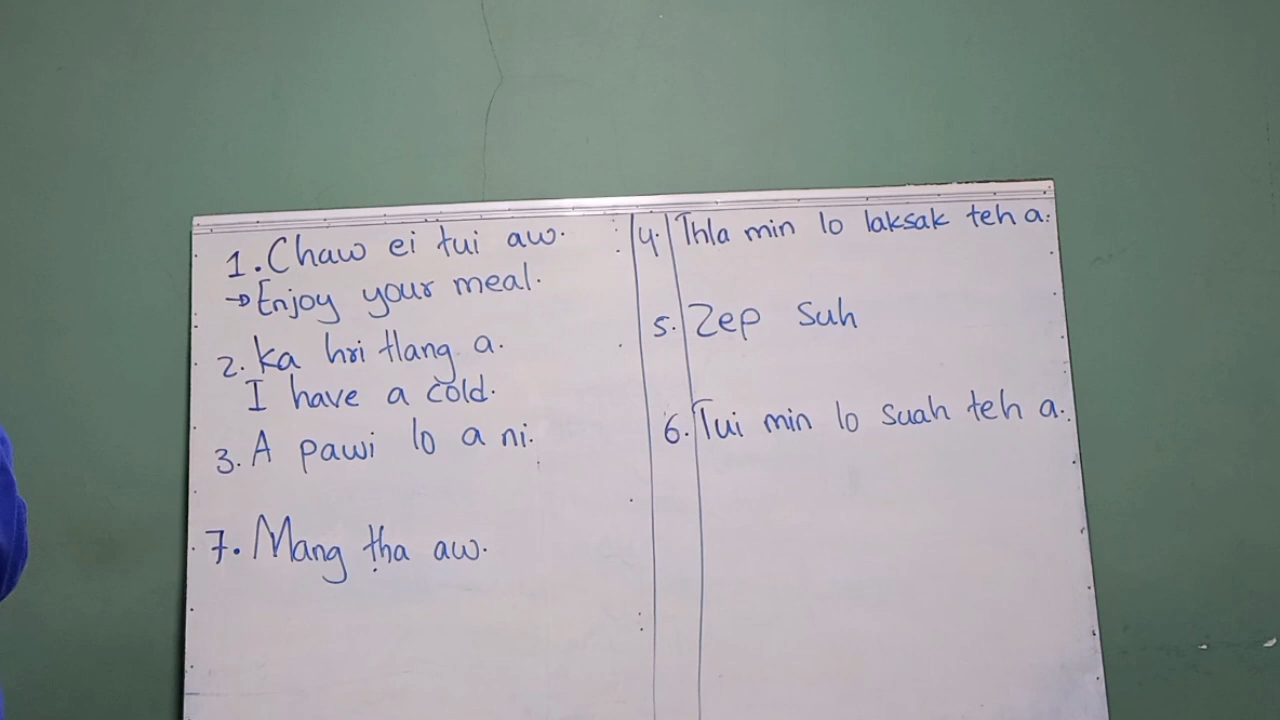 1. Chaw ei tui aw.
→ Enjoy your meal.
2. Ka hri tlang a.
I have a cold.
3. A pawi lo a ni.
7. Mang ṭha aw.
4. Thla min lo laksak teh a.
5. Zep suh
6. Tui min lo suah teh a.